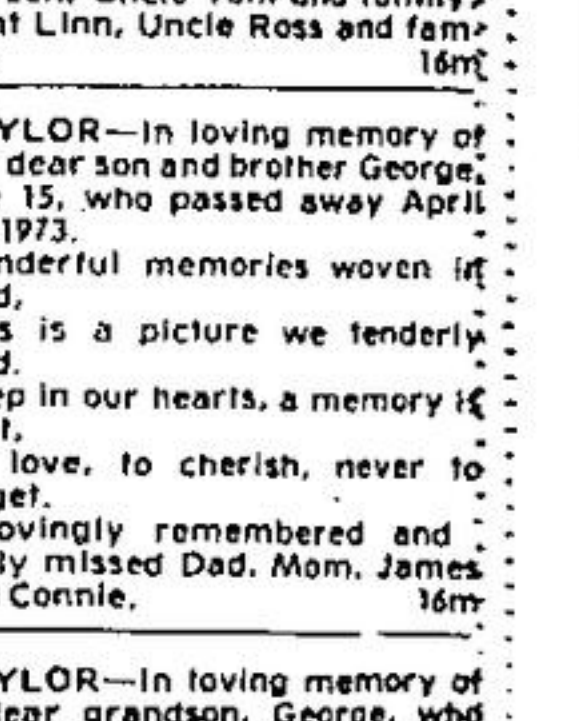 nt Linn, Uncle Ross and fam-
16m
YLOR—In loving memory of
dear son and brother George,
15, who passed away April
1973.
nderful memories woven in
d,
s is a picture we tenderly
d.
ep in our hearts, a memory is
t,
love, to cherish, never to
get.
ovingly remembered and
By missed Dad, Mom, James
Connie.
16m
YLOR—In loving memory of
dear grandson, George, who